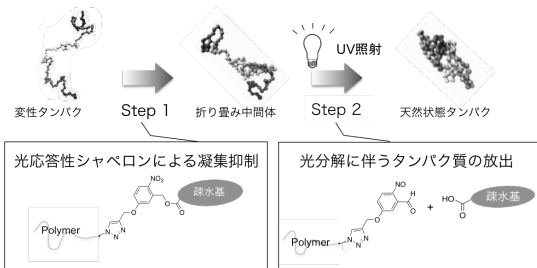 UV照射
変性タンパク
Step 1
折り畳み中間体
Step 2
天然状態タンパク
光応答性シャペロンによる凝集抑制
NO₂
疎水基
O
O
O
Polymer
N
N=N
光分解に伴うタンパク質の放出
NO
H
O
O
HO
O
疎水基
+
Polymer
N
N=N